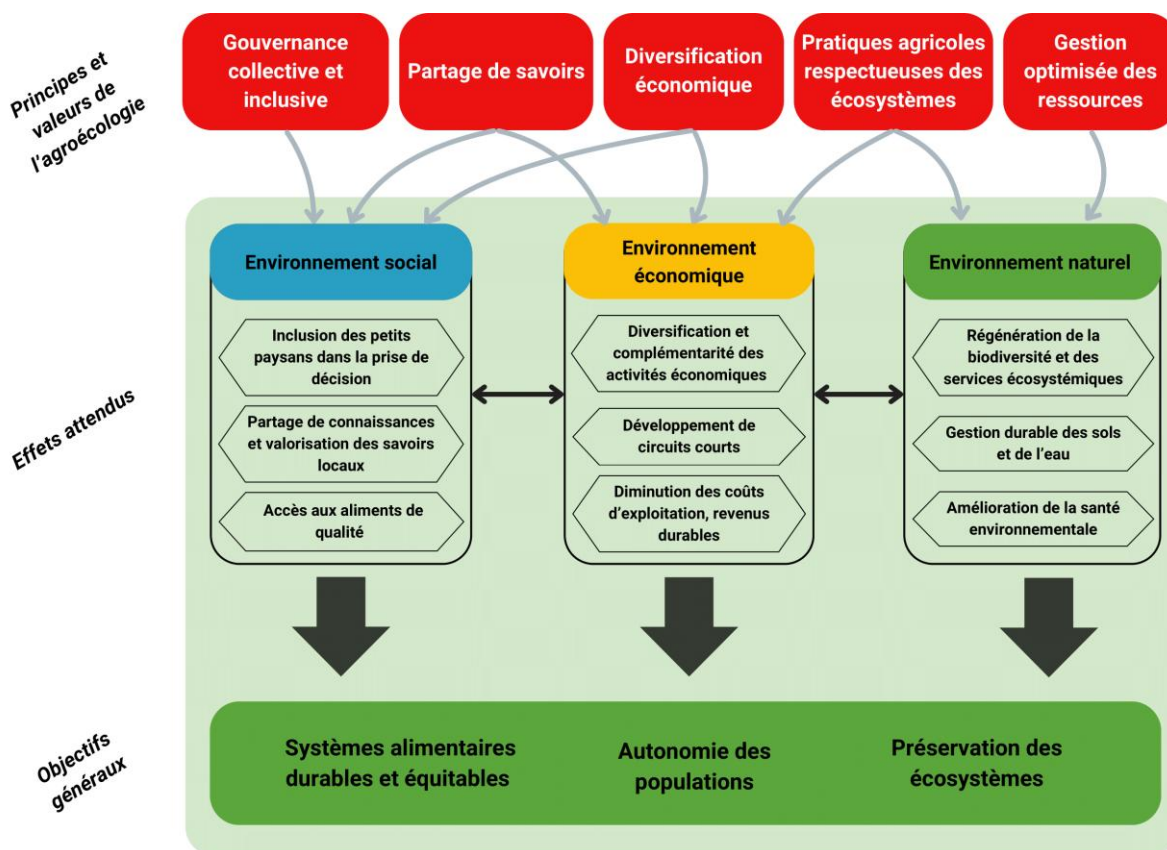 Principes et
valeurs de
l'agroécologie
Gouvernance
collective et
inclusive
Partage de savoirs
Diversification
économique
Pratiques agricoles
respectueuses des
écosystèmes
Gestion
optimisée des
ressources
Effets attendus
Environnement social
Inclusion des petits
paysans dans la prise de
décision
Partage de connaissances
et valorisation des savoirs
locaux
Accès aux aliments de
qualité
Environnement
économique
Diversification et
complémentarité des
activités économiques
Développement de
circuits courts
Diminution des coûts
d'exploitation, revenus
durables
Environnement naturel
Régénération de la
biodiversité et des
services écosystémiques
Gestion durable des sols
et de l'eau
Amélioration de la santé
environnementale
Objectifs
généraux
Systèmes alimentaires
durables et équitables
Autonomie des
populations
Préservation des
écosystèmes